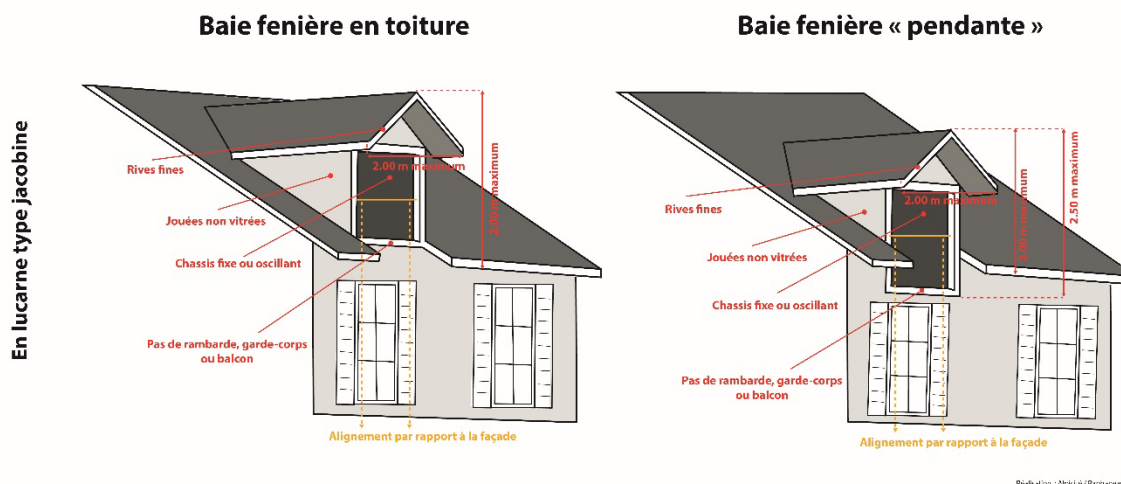 Baie fenière en toiture
Baie fenière « pendante »
En lucarne type jacobine
Rives fines
2.00 m maximum
2.00 m maximum
Jouées non vitrées
Chassis fixe ou oscillant
Pas de rambarde, garde-corps
ou balcon
Alignement par rapport à la façade
Rives fines
2.00 m maximum
2.00 m maximum
2.50 m maximum
Jouées non vitrées
Chassis fixe ou oscillant
Pas de rambarde, garde-corps
ou balcon
Alignement par rapport à la façade